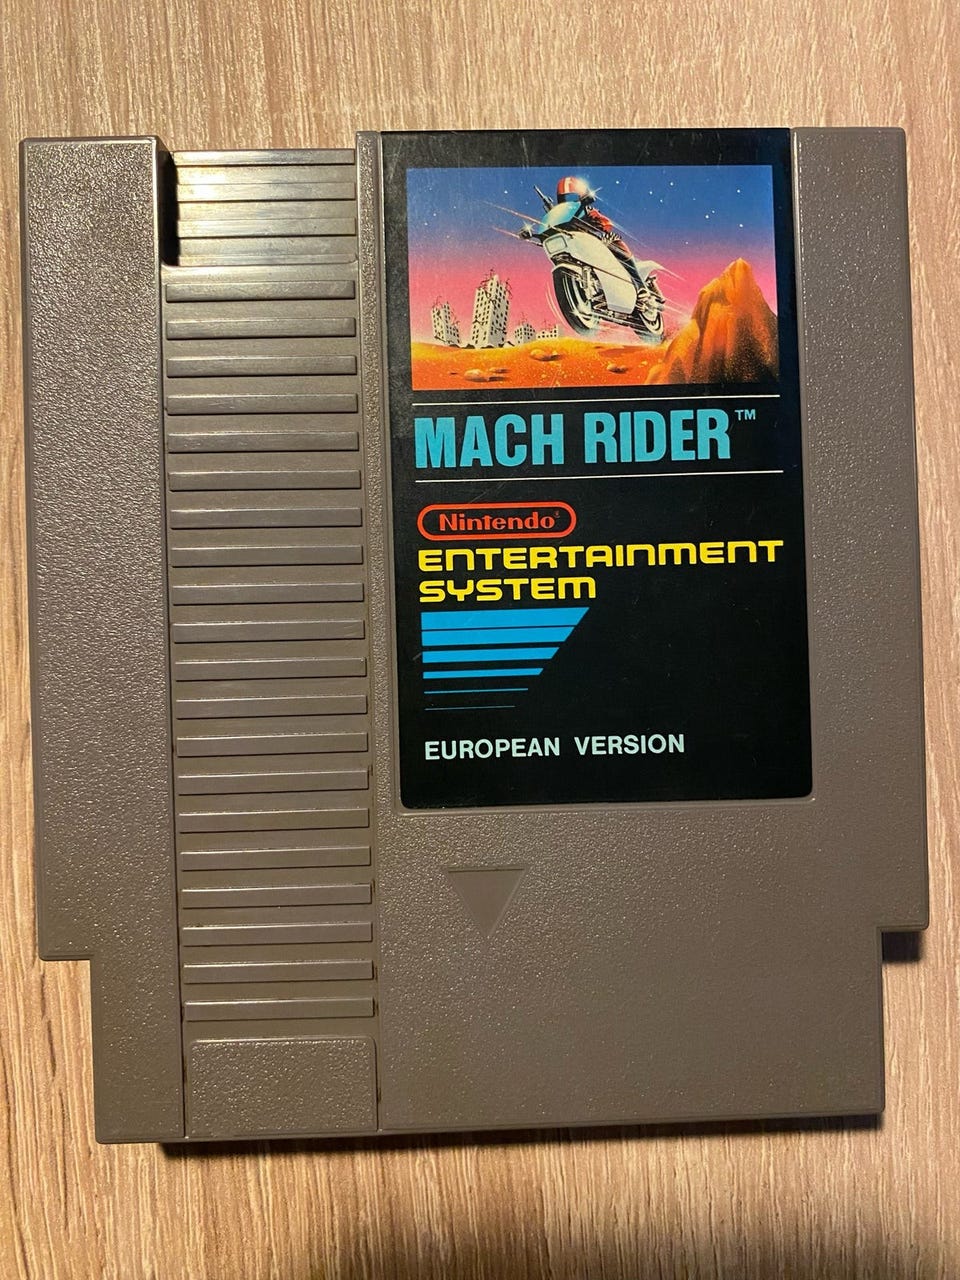 MACH RIDER™
Nintendo®
ENTERTAINMENT
SYSTEM
EUROPEAN VERSION